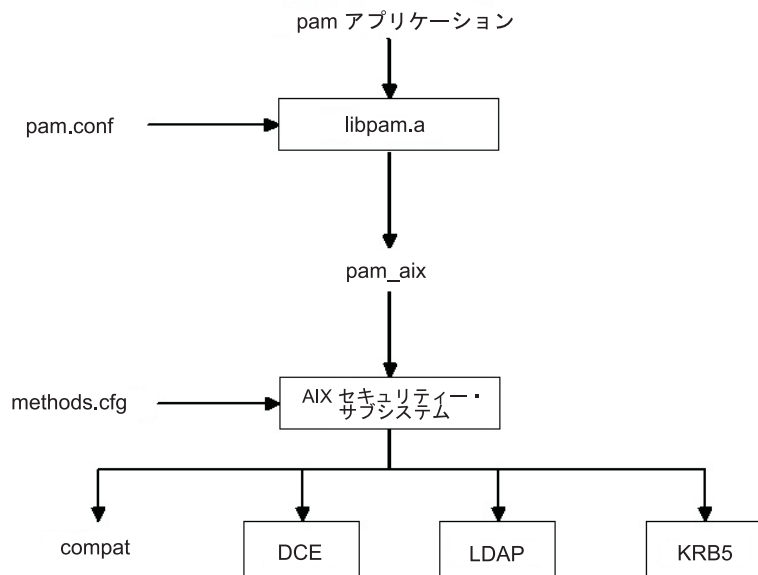 pam アプリケーション
pam.conf
libpam.a
pam_aix
methods.cfg
AIX セキュリティー・
サブシステム
compat
DCE
LDAP
KRB5